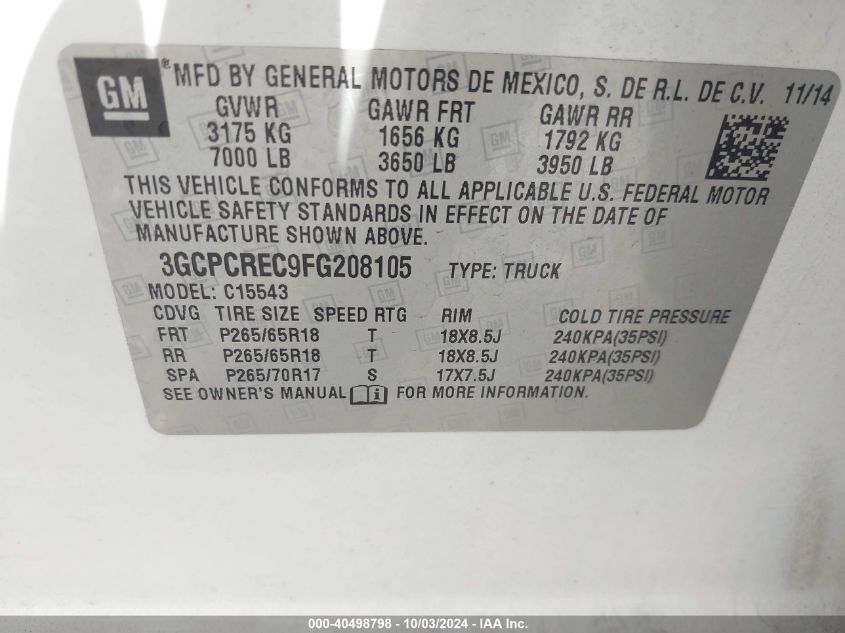 GM
® MFD BY GENERAL MOTORS DE MEXICO, S. DE R.L. DE C.V. 11/14
GVWR GAWR FRT GAWR RR
3175 KG 1656 KG 1792 KG
7000 LB 3650 LB 3950 LB
THIS VEHICLE CONFORMS TO ALL APPLICABLE U.S. FEDERAL MOTOR
VEHICLE SAFETY STANDARDS IN EFFECT ON THE DATE OF
MANUFACTURE SHOWN ABOVE.
3GCPCREC9FG208105 TYPE: TRUCK
MODEL: C15543
CDVG TIRE SIZE SPEED RTG RIM COLD TIRE PRESSURE
FRT P265/65R18 T 18X8.5J 240KPA(35PSI)
RR P265/65R18 T 18X8.5J 240KPA(35PSI)
SPA P265/70R17 S 17X7.5J 240KPA(35PSI)
SEE OWNER'S MANUAL FOR MORE INFORMATION.
000-40498798 - 10/03/2024 - IAA Inc.